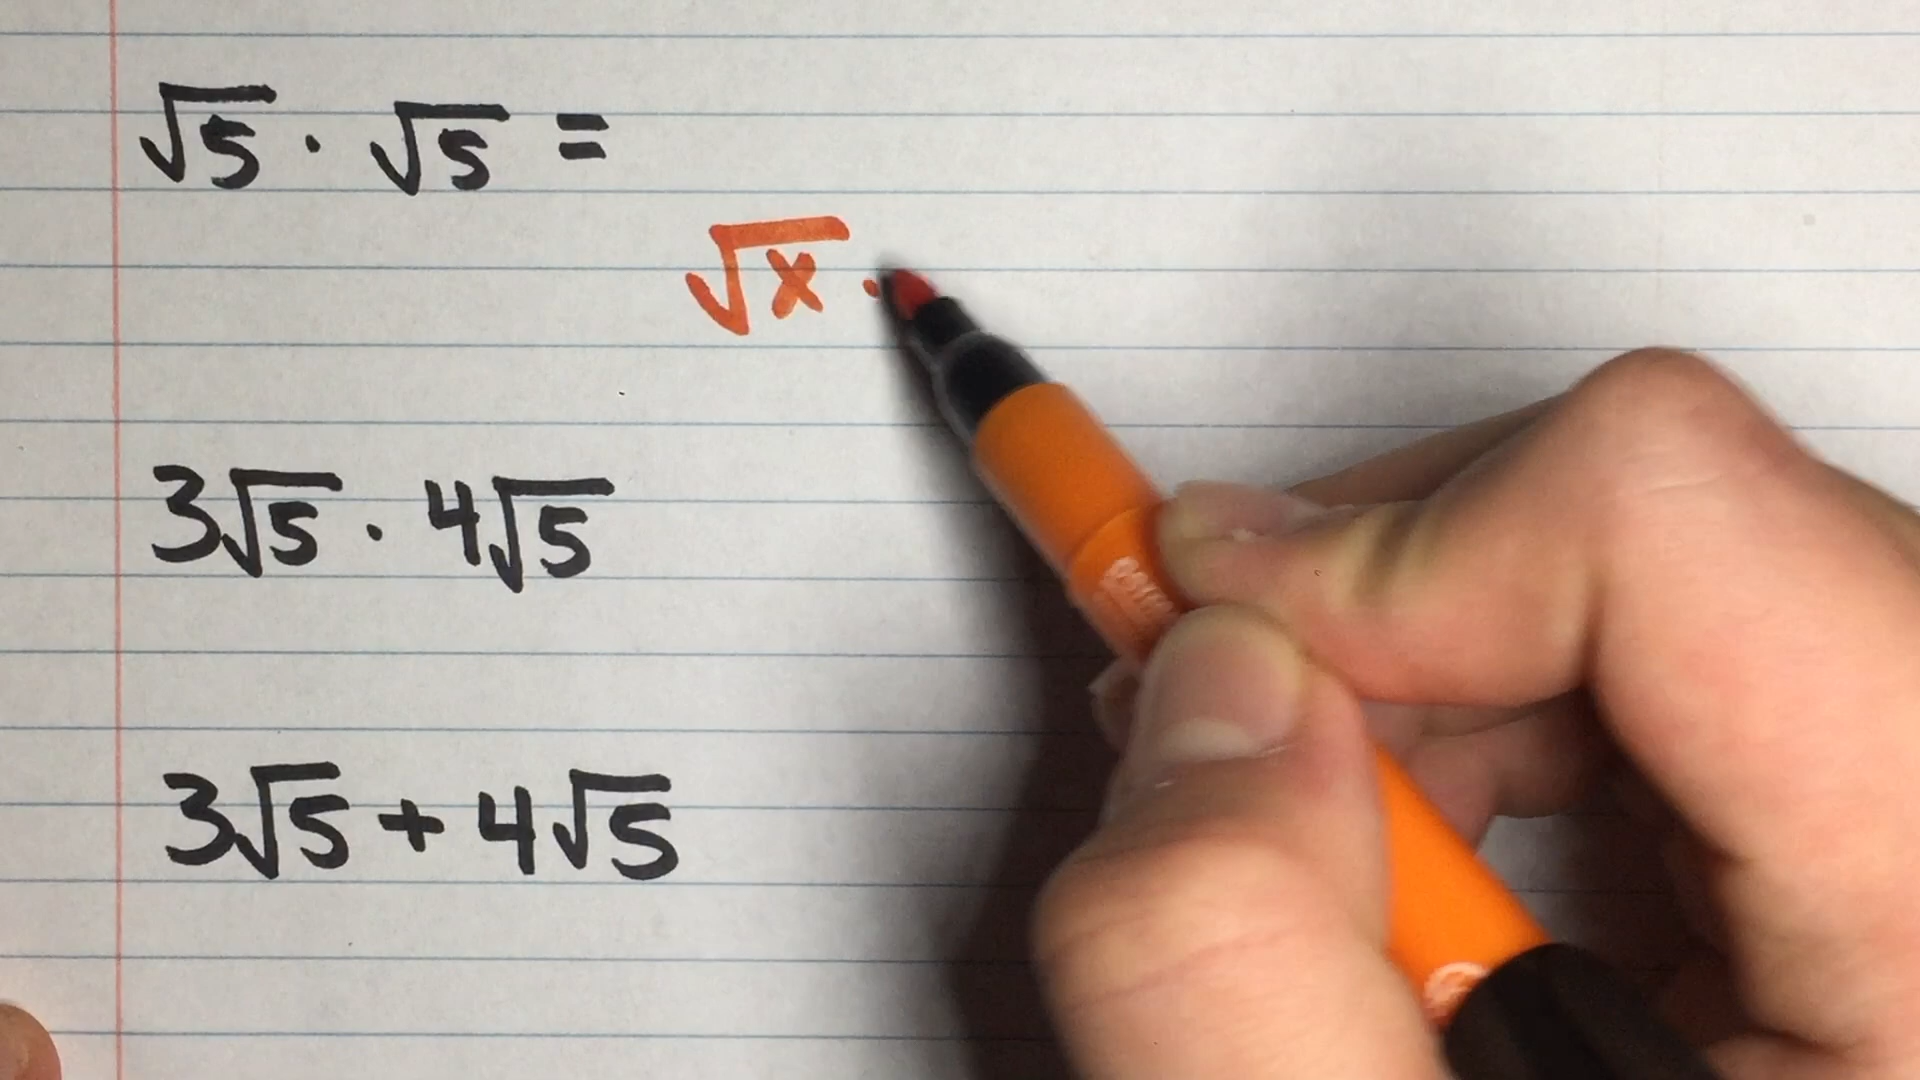 √5 · √5 =
√x ·
3√5 · 4√5
3√5 + 4√5